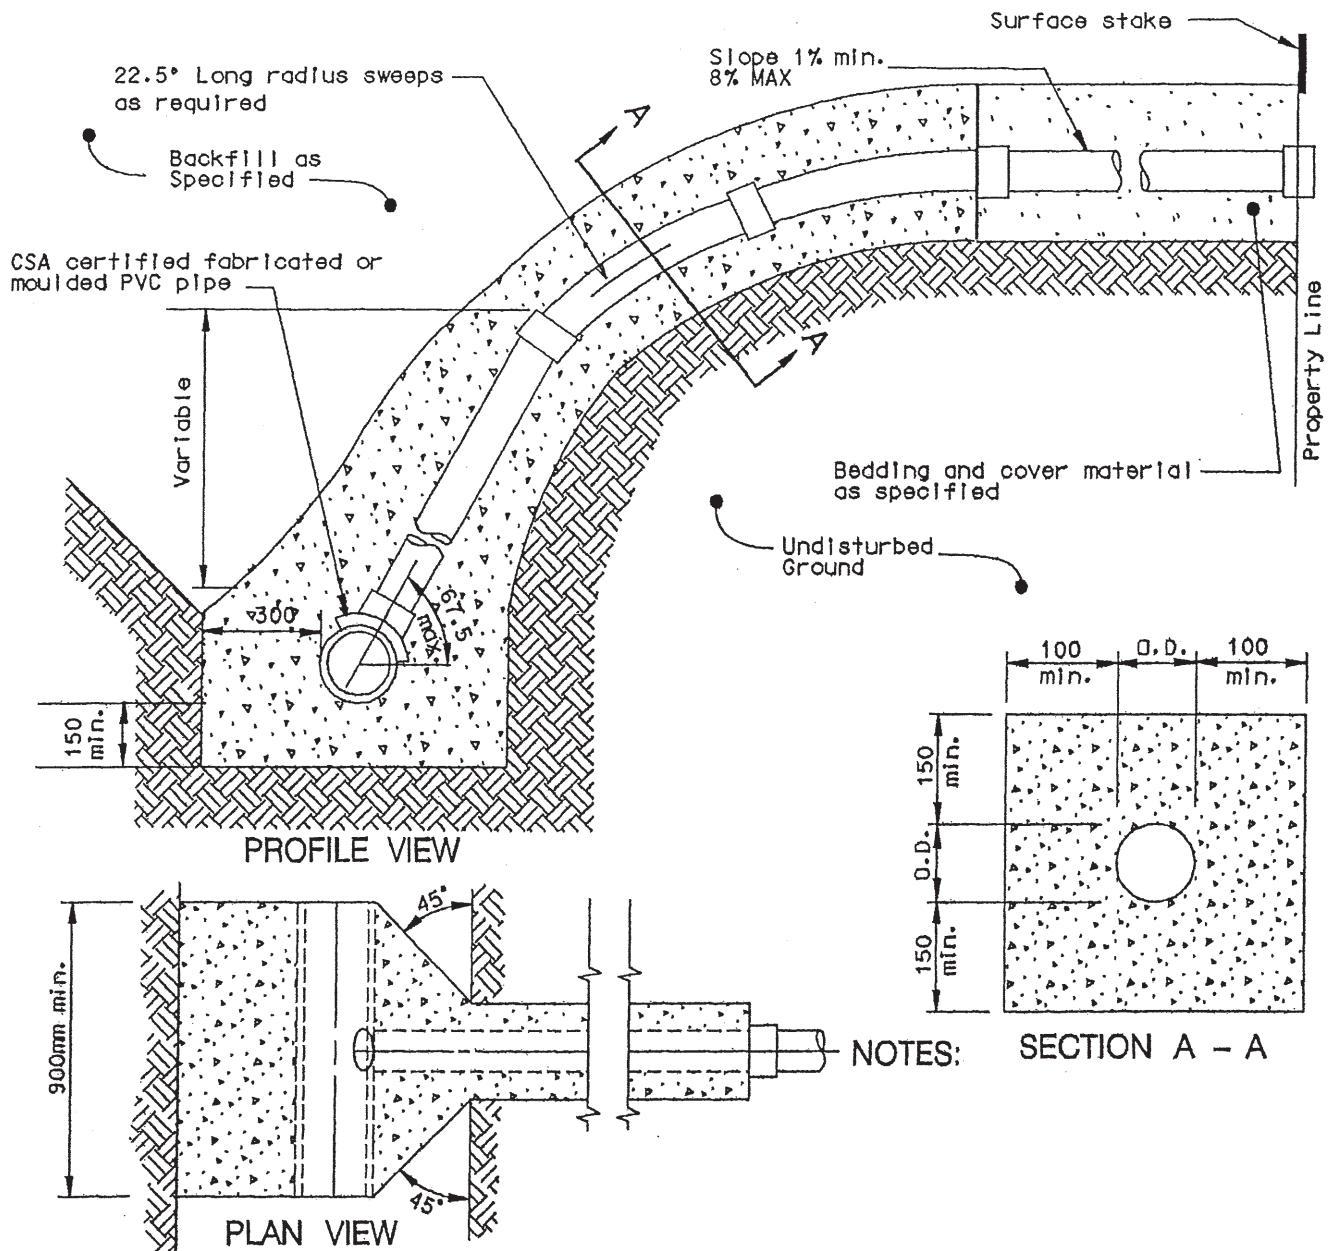 Surface stake
Slope 1% min.
8% MAX
22.5° Long radius sweeps
as required
A
Backfill as
Specified
CSA certified fabricated or
moulded PVC pipe
A
Property Line
Variable
Bedding and cover material
as specified
Undisturbed
Ground
300
67.5
max.
150
min.
100
min.
O.D.
100
min.
150
min.
O.D.
150
min.
PROFILE VIEW
45°
900mm min.
NOTES:
SECTION A - A
45°
PLAN VIEW